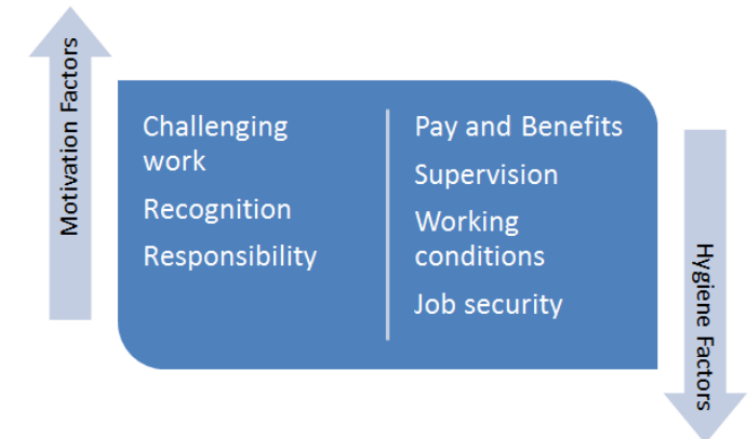 Motivation Factors
Challenging
work
Recognition
Responsibility
Pay and Benefits
Supervision
Working
conditions
Job security
Hygiene Factors